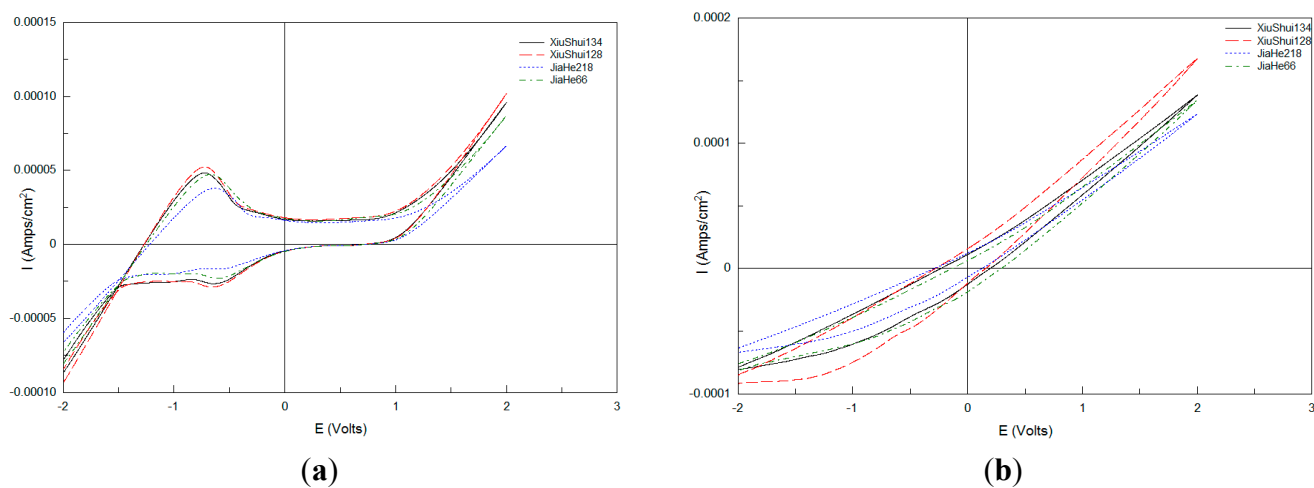 0.00015
0.00010
0.00005
0
-0.00005
-0.00010
I (Amps/cm²)
-2 -1 0 1 2 3
E (Volts)
XiuShui134
XiuShui128
JiaHe218
JiaHe66
(a)
0.0002
0.0001
0
-0.0001
I (Amps/cm²)
-2 -1 0 1 2 3
E (Volts)
XiuShui134
XiuShui128
JiaHe218
JiaHe66
(b)